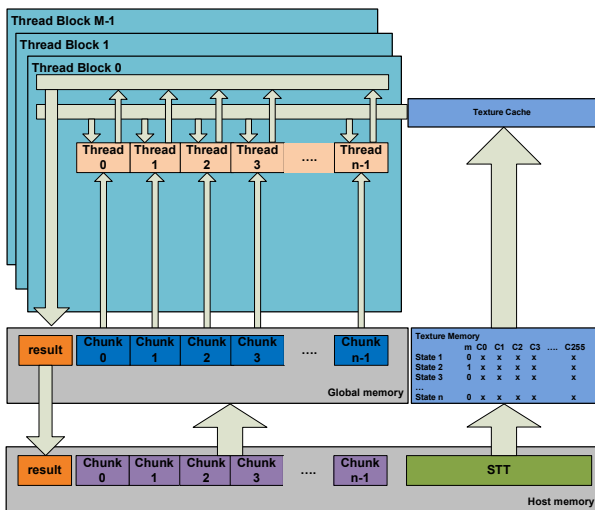 Thread Block M-1
Thread Block 1
Thread Block 0
Texture Cache
Thread 0 Thread 1 Thread 2 Thread 3 .... Thread n-1
Texture Memory
m C0 C1 C2 C3 .... C255
State 1 0 x x x x x
State 2 1 x x x x x
State 3 0 x x x x x
...
State n 0 x x x x x
result Chunk 0 Chunk 1 Chunk 2 Chunk 3 .... Chunk n-1
Global memory
result Chunk 0 Chunk 1 Chunk 2 Chunk 3 .... Chunk n-1 STT
Host memory